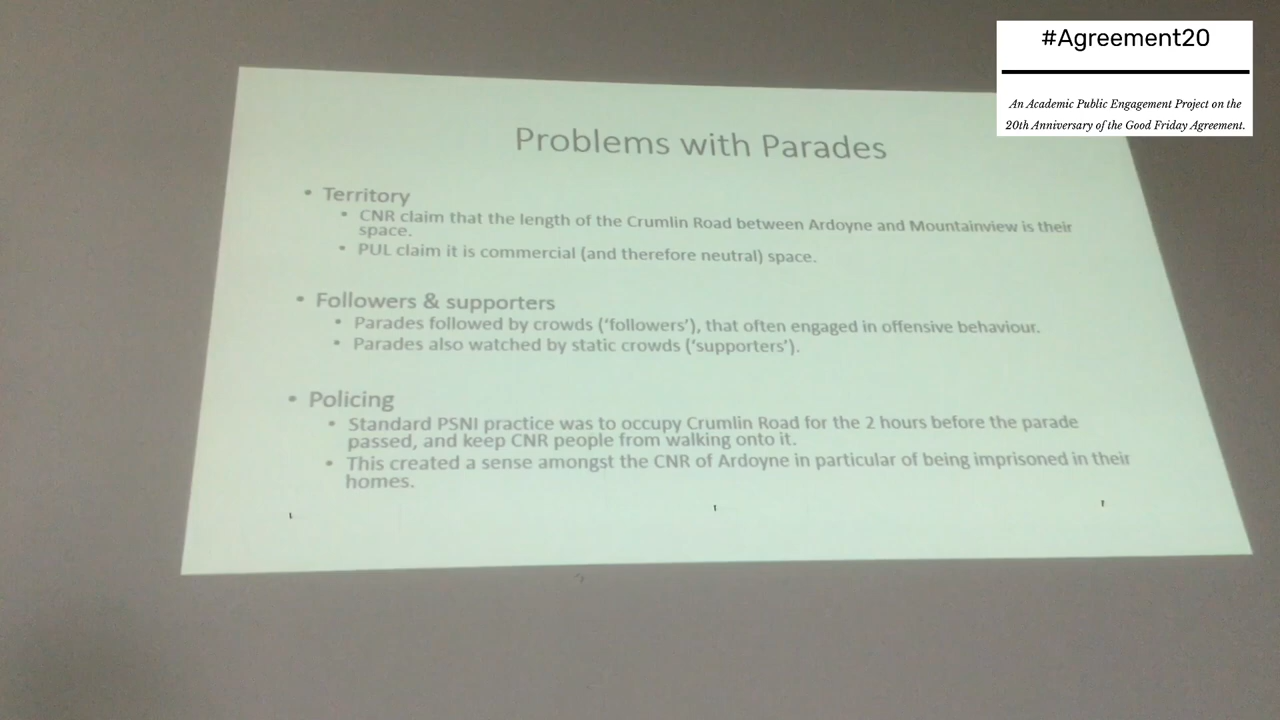 #Agreement20
An Academic Public Engagement Project on the
20th Anniversary of the Good Friday Agreement.
Problems with Parades
• Territory
• CNR claim that the length of the Crumlin Road between Ardoyne and Mountainview is their
space.
• PUL claim it is commercial (and therefore neutral) space.
• Followers & supporters
• Parades followed by crowds (‘followers’), that often engaged in offensive behaviour.
• Parades also watched by static crowds (‘supporters’).
• Policing
• Standard PSNI practice was to occupy Crumlin Road for the 2 hours before the parade
passed, and keep CNR people from walking onto it.
• This created a sense amongst the CNR of Ardoyne in particular of being imprisoned in their
homes.